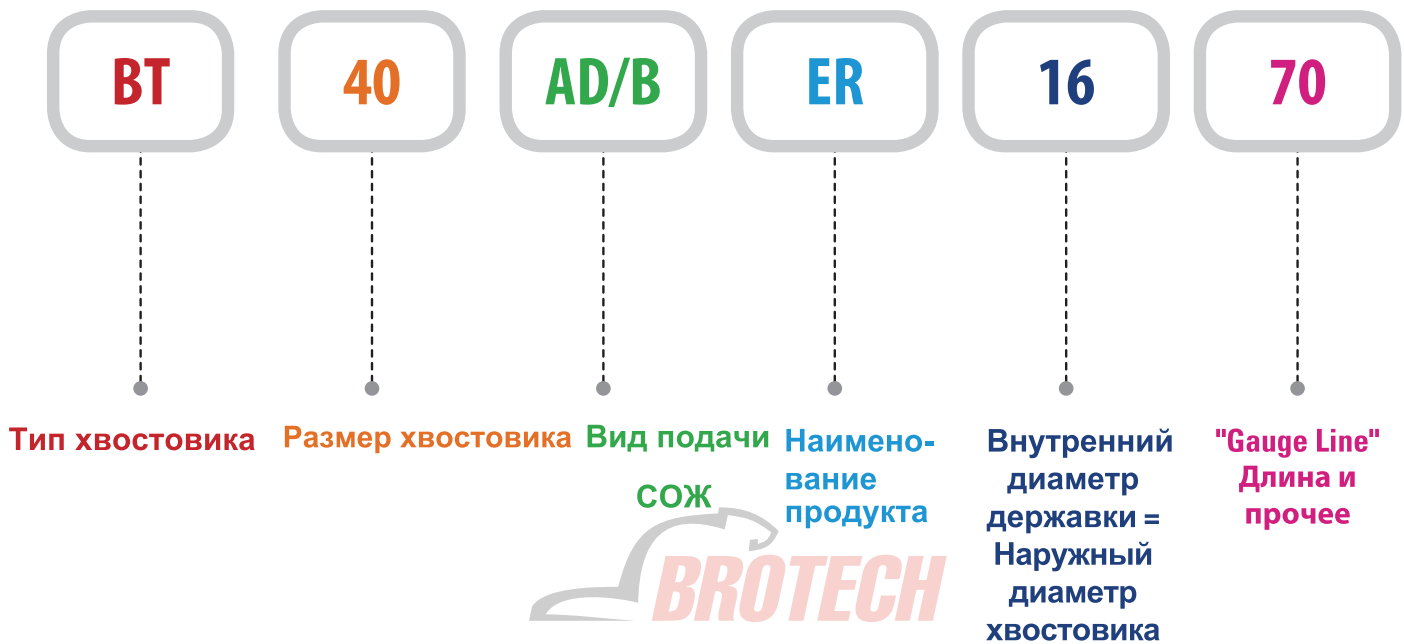 BT
40
AD/B
ER
16
70
Тип хвостовика
Размер хвостовика
Вид подачи
СОЖ
Наимено-
вание
продукта
Внутренний
диаметр
державки =
Наружный
диаметр
хвостовика
"Gauge Line"
Длина и
прочее
BROTECH